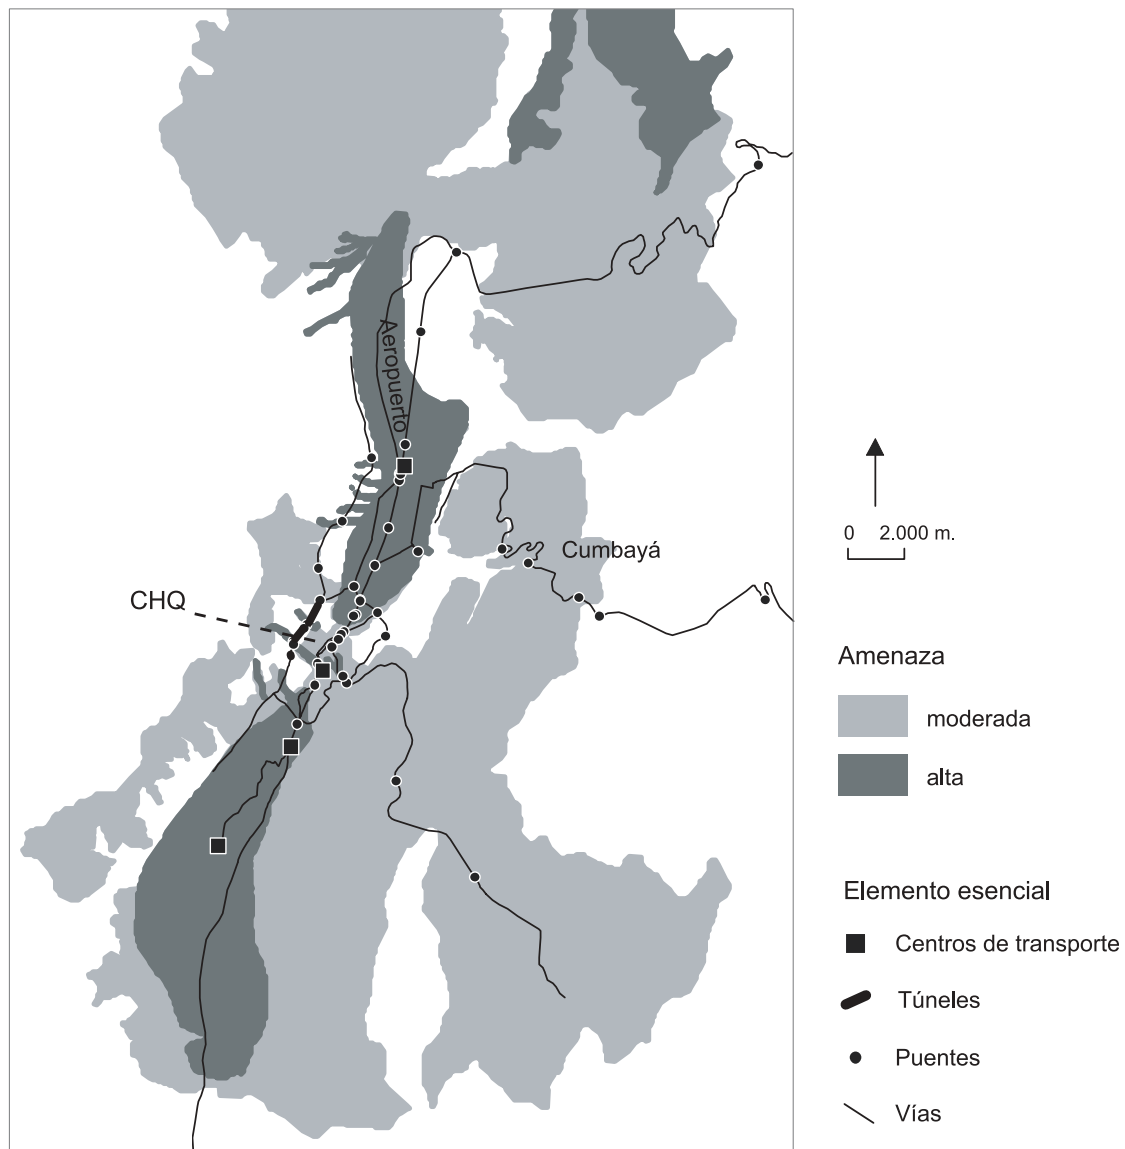 Aeropuerto
Cumbayá
CHQ
0 2.000 m.
Amenaza
moderada
alta
Elemento esencial
Centros de transporte
Túneles
Puentes
Vías